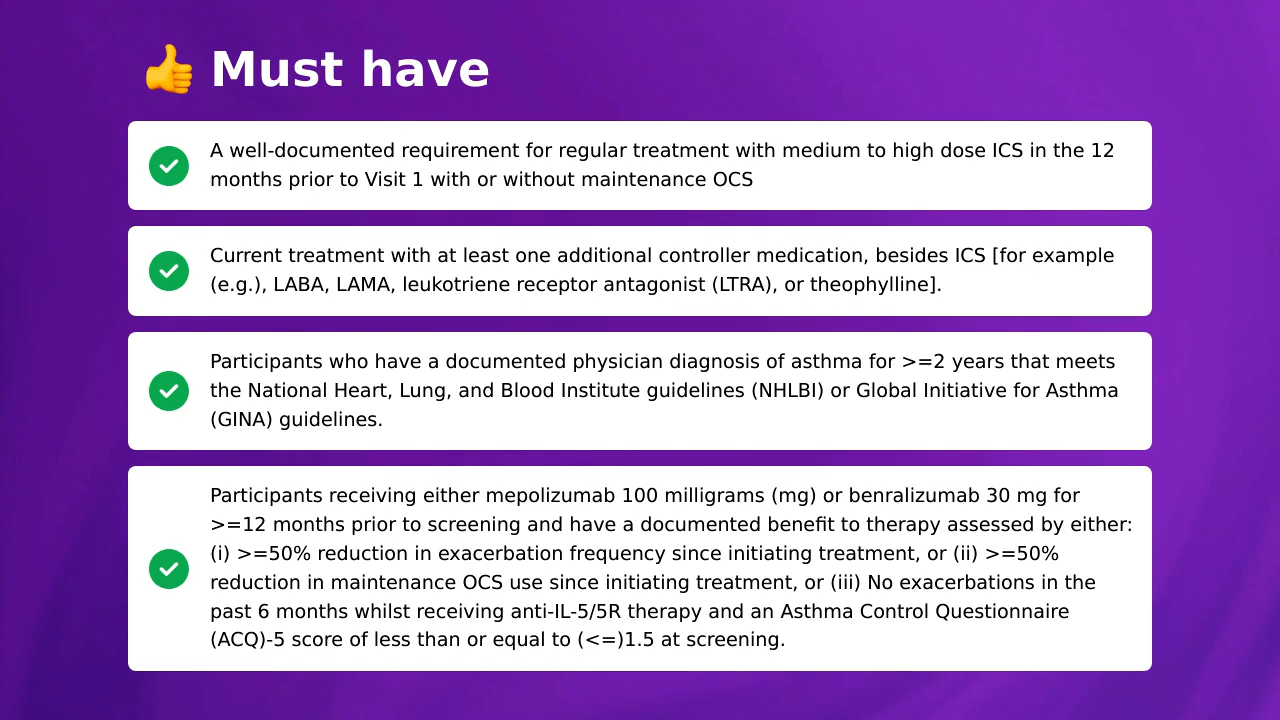 👍 Must have
A well-documented requirement for regular treatment with medium to high dose ICS in the 12
months prior to Visit 1 with or without maintenance OCS
Current treatment with at least one additional controller medication, besides ICS [for example
(e.g.), LABA, LAMA, leukotriene receptor antagonist (LTRA), or theophylline].
Participants who have a documented physician diagnosis of asthma for >=2 years that meets
the National Heart, Lung, and Blood Institute guidelines (NHLBI) or Global Initiative for Asthma
(GINA) guidelines.
Participants receiving either mepolizumab 100 milligrams (mg) or benralizumab 30 mg for
>=12 months prior to screening and have a documented benefit to therapy assessed by either:
(i) >=50% reduction in exacerbation frequency since initiating treatment, or (ii) >=50%
reduction in maintenance OCS use since initiating treatment, or (iii) No exacerbations in the
past 6 months whilst receiving anti-IL-5/5R therapy and an Asthma Control Questionnaire
(ACQ)-5 score of less than or equal to (<=)1.5 at screening.